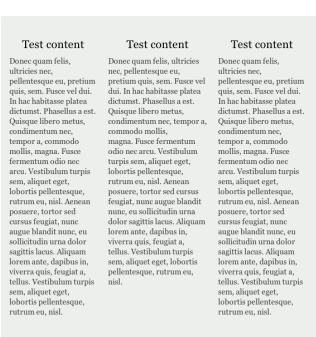 Test content
Donec quam felis,
ultricies nec,
pellentesque eu, pretium
quis, sem. Fusce vel dui.
In hac habitasse platea
dictumst. Phasellus a est.
Quisque libero metus,
condimentum nec,
tempor a, commodo
mollis, magna. Fusce
fermentum odio nec
arcu. Vestibulum turpis
sem, aliquet eget,
lobortis pellentesque,
rutrum eu, nisl. Aenean
posuere, tortor sed
cursus feugiat, nunc
augue blandit nunc, eu
sollicitudin urna dolor
sagittis lacus. Aliquam
lorem ante, dapibus in,
viverra quis, feugiat a,
tellus. Vestibulum turpis
sem, aliquet eget,
lobortis pellentesque,
rutrum eu, nisl.
Test content
Donec quam felis, ultricies
nec, pellentesque eu,
pretium quis, sem. Fusce vel
dui. In hac habitasse platea
dictumst. Phasellus a est.
Quisque libero metus,
condimentum nec, tempor a,
commodo mollis,
magna. Fusce fermentum
odio nec arcu. Vestibulum
turpis sem, aliquet eget,
lobortis pellentesque,
rutrum eu, nisl. Aenean
posuere, tortor sed cursus
feugiat, nunc augue blandit
nunc, eu sollicitudin urna
dolor sagittis lacus. Aliquam
lorem ante, dapibus in,
viverra quis, feugiat a,
tellus. Vestibulum turpis
sem, aliquet eget, lobortis
pellentesque, rutrum eu,
nisl.
Test content
Donec quam felis,
ultricies nec,
pellentesque eu, pretium
quis, sem. Fusce vel dui.
In hac habitasse platea
dictumst. Phasellus a est.
Quisque libero metus,
condimentum nec,
tempor a, commodo
mollis, magna. Fusce
fermentum odio nec
arcu. Vestibulum turpis
sem, aliquet eget,
lobortis pellentesque,
rutrum eu, nisl. Aenean
posuere, tortor sed
cursus feugiat, nunc
augue blandit nunc, eu
sollicitudin urna dolor
sagittis lacus. Aliquam
lorem ante, dapibus in,
viverra quis, feugiat a,
tellus. Vestibulum turpis
sem, aliquet eget,
lobortis pellentesque,
rutrum eu, nisl.